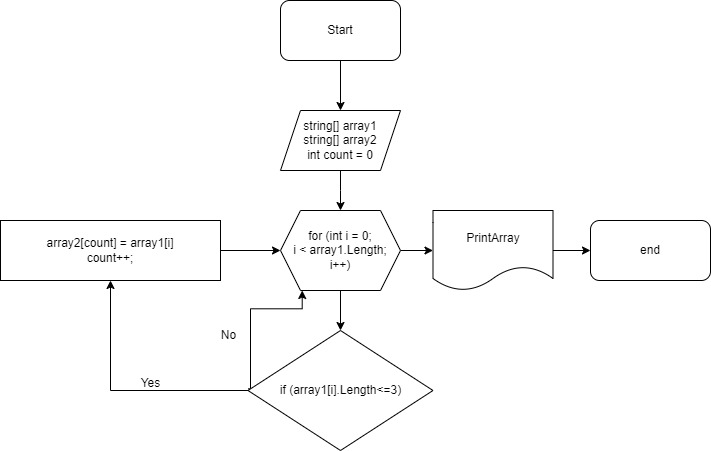 Start
string[] array1
string[] array2
int count = 0
for (int i = 0;
i < array1.Length;
i++)
PrintArray
end
array2[count] = array1[i]
count++;
No
Yes
if (array1[i].Length<=3)